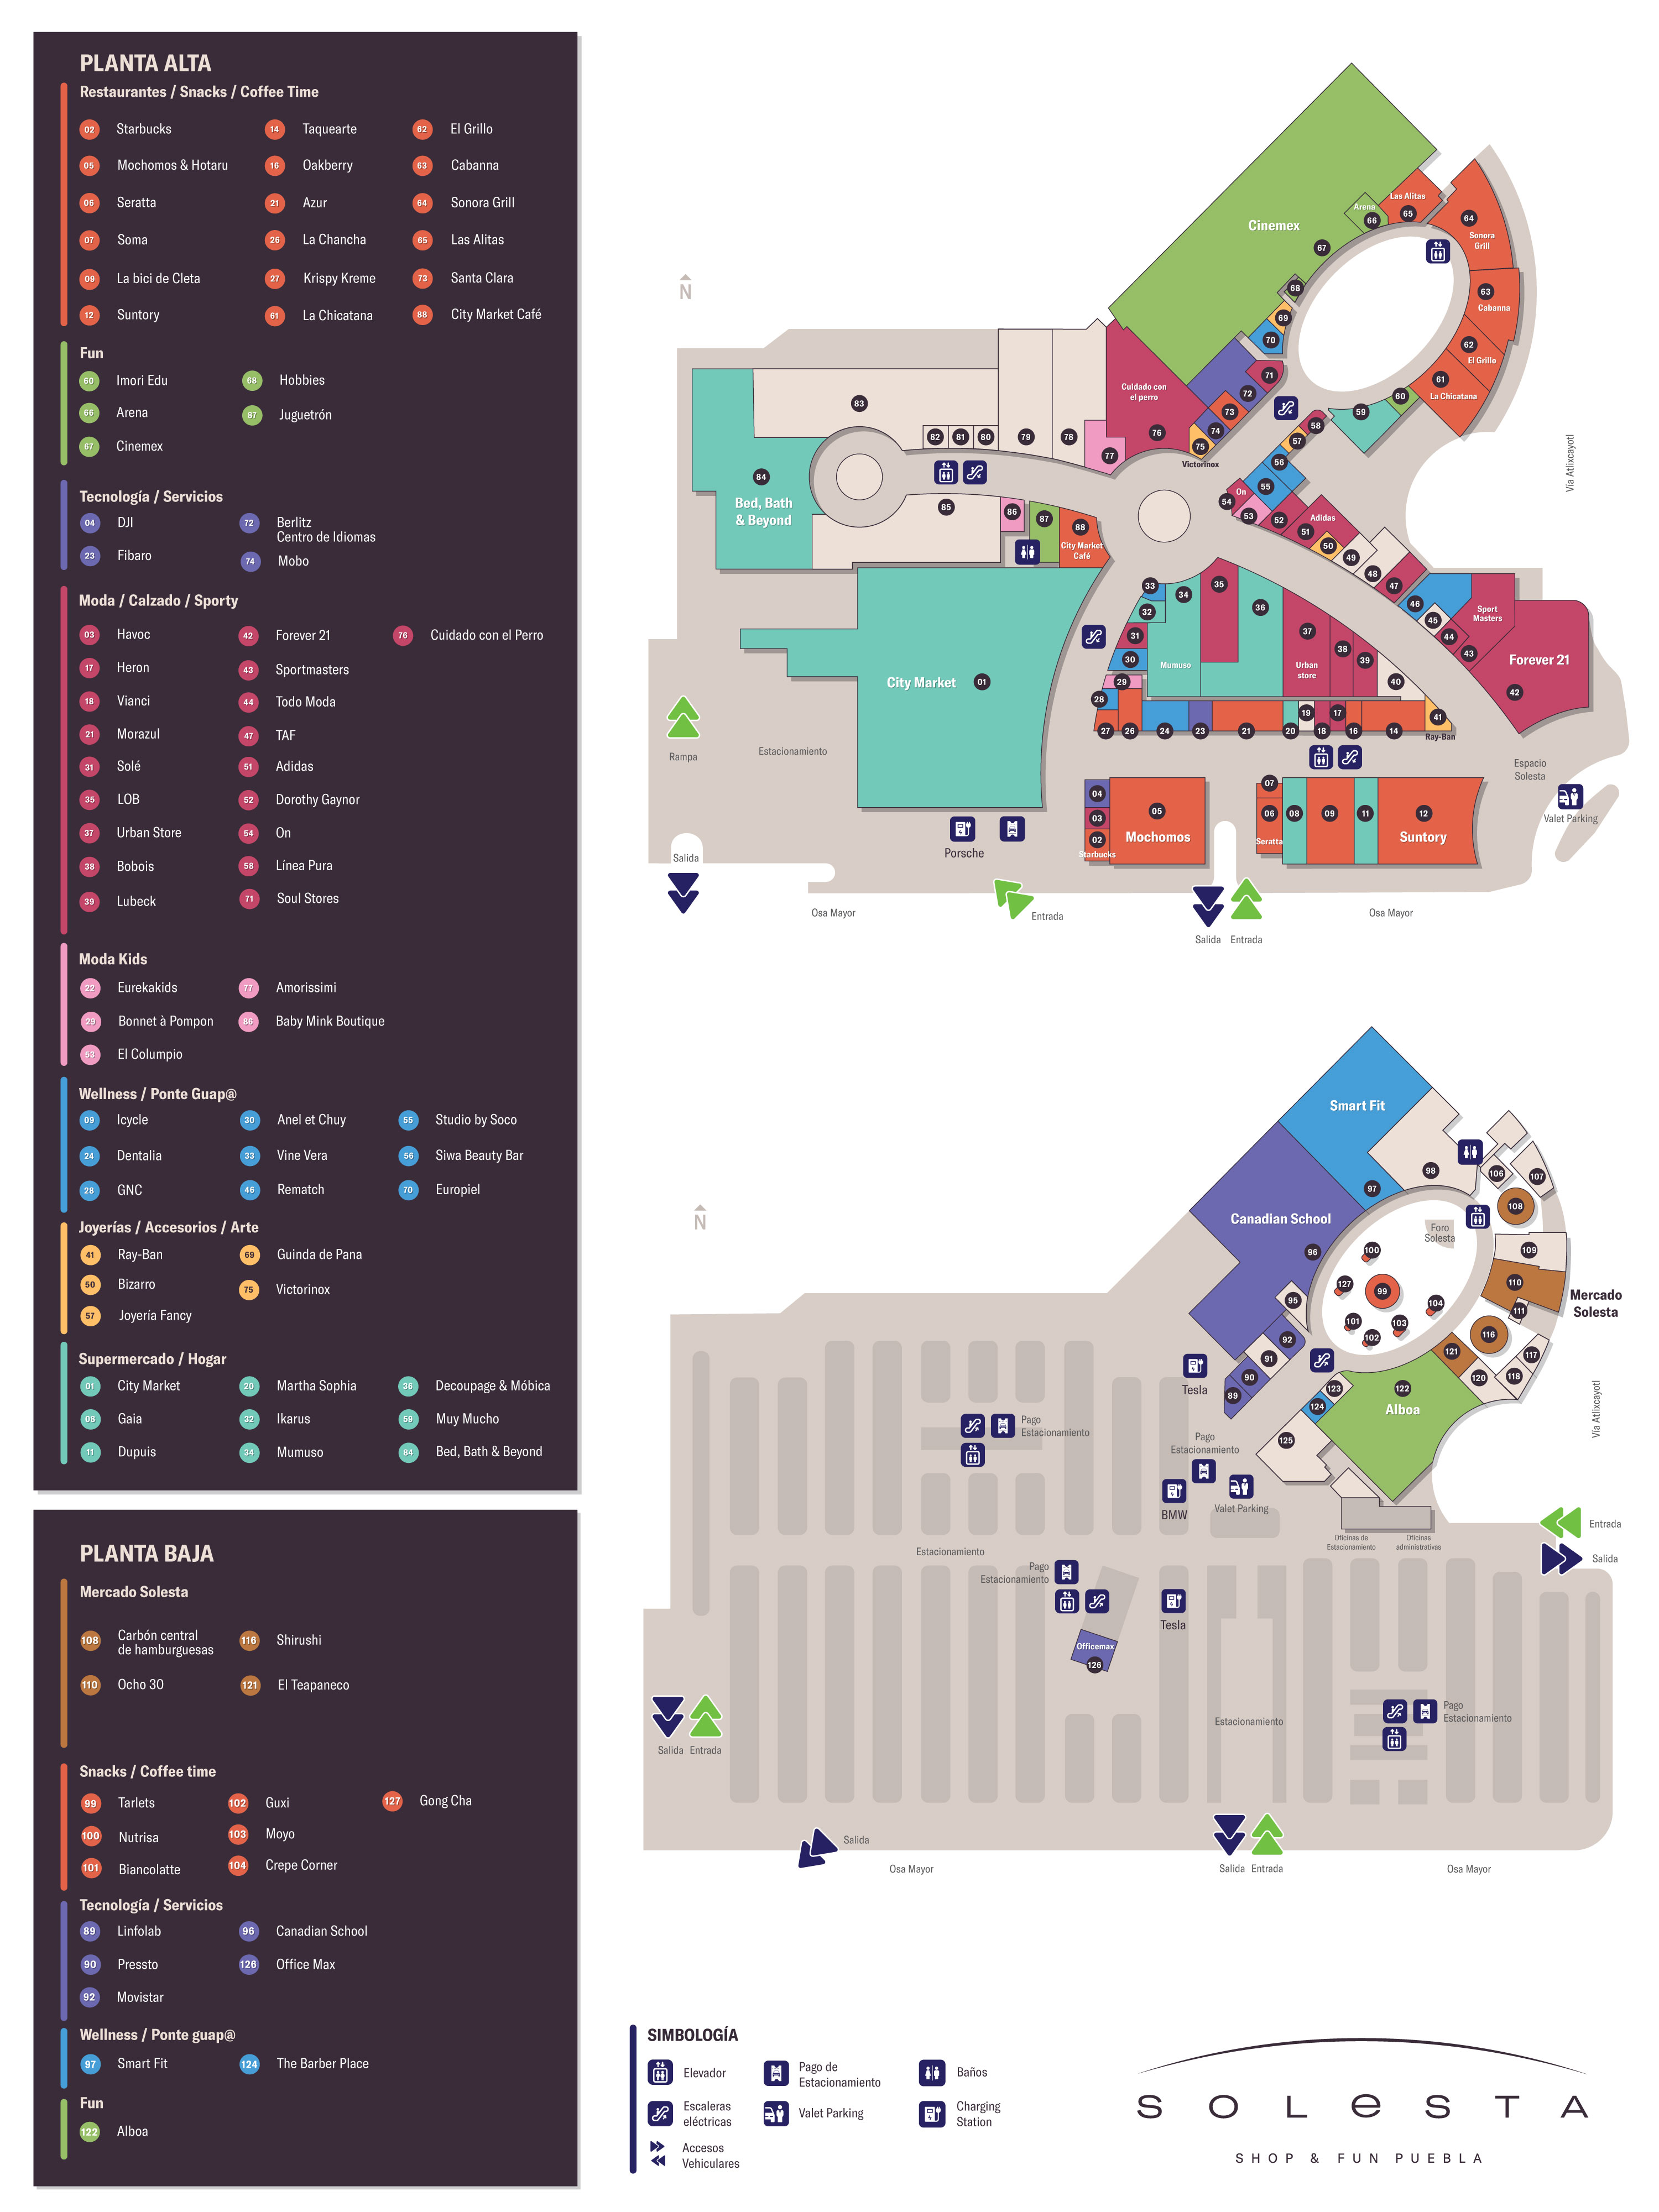 PLANTA ALTA
Restaurantes / Snacks / Coffee Time
02 Starbucks
05 Mochomos & Hotaru
06 Seratta
07 Soma
09 La bici de Cleta
12 Suntory
14 Taquearte
16 Oakberry
21 Azur
26 La Chancha
27 Krispy Kreme
61 La Chicatana
62 El Grillo
63 Cabanna
64 Sonora Grill
65 Las Alitas
73 Santa Clara
88 City Market Café
Fun
60 Imori Edu
66 Arena
67 Cinemex
68 Hobbies
87 Juguetrón
Tecnología / Servicios
04 DJI
23 Fibaro
72 Berlitz
Centro de Idiomas
74 Mobo
Moda / Calzado / Sporty
03 Havoc
17 Heron
18 Vianci
21 Morazul
31 Solé
35 LOB
37 Urban Store
38 Bobois
39 Lubeck
42 Forever 21
43 Sportmasters
44 Todo Moda
47 TAF
51 Adidas
52 Dorothy Gaynor
54 On
58 Línea Pura
71 Soul Stores
76 Cuidado con el Perro
Moda Kids
22 Eurekakids
29 Bonnet à Pompon
53 El Columpio
77 Amorissimi
86 Baby Mink Boutique
Wellness / Ponte Guap@
09 Icycle
24 Dentalia
28 GNC
30 Anel et Chuy
33 Vine Vera
46 Rematch
55 Studio by Soco
56 Siwa Beauty Bar
70 Europiel
Joyerías / Accesorios / Arte
41 Ray-Ban
50 Bizarro
57 Joyería Fancy
69 Guinda de Pana
75 Victorinox
Supermercado / Hogar
01 City Market
08 Gaia
11 Dupuis
20 Martha Sophia
32 Ikarus
34 Mumuso
36 Decoupage & Móbica
59 Muy Mucho
84 Bed, Bath & Beyond
PLANTA BAJA
Mercado Solesta
108 Carbón central
de hamburguesas
110 Ocho 30
116 Shirushi
121 El Teapaneco
Snacks / Coffee time
99 Tarlets
100 Nutrisa
101 Biancolatte
102 Guxi
103 Moyo
104 Crepe Corner
127 Gong Cha
Tecnología / Servicios
89 Linfolab
90 Pressto
92 Movistar
96 Canadian School
126 Office Max
Wellness / Ponte guap@
97 Smart Fit
124 The Barber Place
Fun
122 Alboa
N
Cinemex
67
Arena
66
Las Alitas
65
64
Sonora
Grill
63
Cabanna
62
El Grillo
61
La Chicatana
60
59
58
57
56
55
On
54
53
52
Adidas
51
50
49
48
47
46
45
44
43
Sport
Masters
Forever 21
42
68
69
70
71
72
73
74
75
Victorinox
Cuidado con
el perro
76
77
78
79
80
81
82
83
84
Bed, Bath
& Beyond
85
86
87
88
City Market
Café
City Market
01
33
32
31
30
29
28
27
26
24
23
21
20
19
18
17
16
14
34
Mumuso
35
36
37
Urban
store
38
39
40
41
Ray-Ban
04
03
02
Starbucks
05
Mochomos
07
06
Seratta
08
09
11
12
Suntory
Vía Atlixcayotl
Espacio
Solesta
Valet Parking
Rampa
Estacionamiento
Salida
Porsche
Osa Mayor
Entrada
Salida
Entrada
Osa Mayor
N
Smart Fit
97
98
Canadian School
96
95
92
91
90
89
Foro
Solesta
100
127
99
104
101
103
102
106
107
108
109
110
111
Mercado
Solesta
116
117
118
120
121
122
Alboa
123
124
125
Vía Atlixcayotl
Tesla
Pago
Estacionamiento
Pago
Estacionamiento
BMW
Valet Parking
Oficinas de
Estacionamiento
Oficinas
administrativas
Entrada
Salida
Estacionamiento
Pago
Estacionamiento
Tesla
Officemax
126
Pago
Estacionamiento
Estacionamiento
Salida
Entrada
Salida
Osa Mayor
Salida
Entrada
Osa Mayor
SIMBOLOGÍA
Elevador
Pago de
Estacionamiento
Baños
Escaleras
eléctricas
Valet Parking
Charging
Station
Accesos
Vehiculares
SOLeSTA
SHOP & FUN PUEBLA